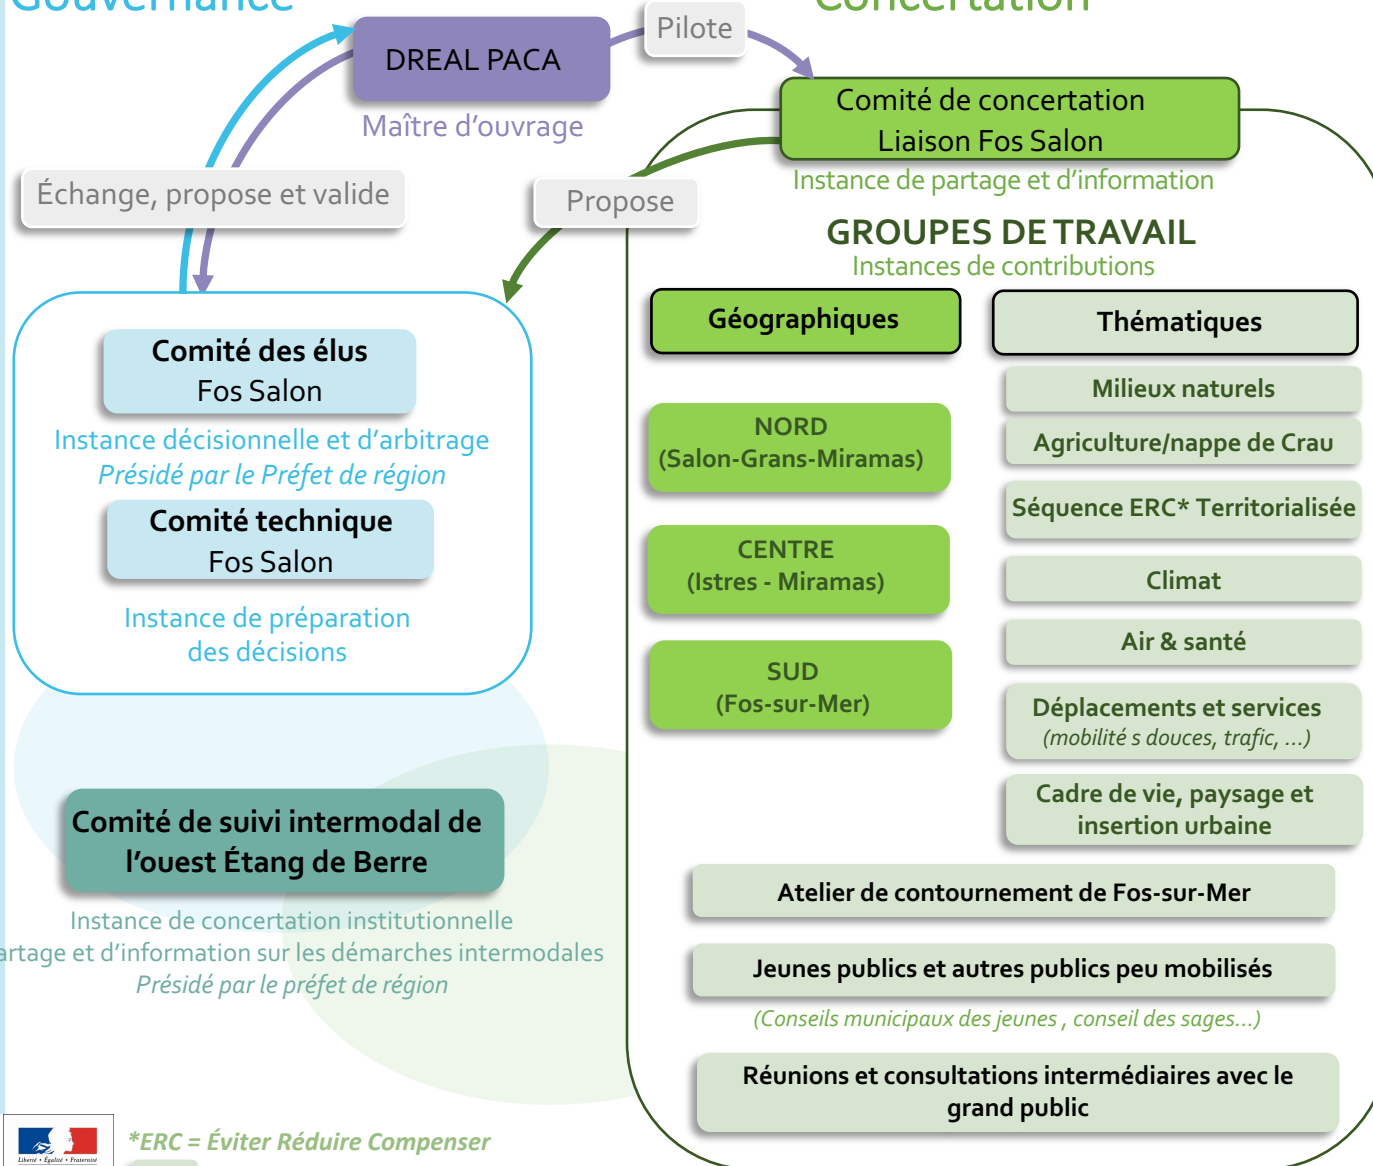 Gouvernance
Concertation
DREAL PACA
Maître d'ouvrage
Pilote
Comité de concertation
Liaison Fos Salon
Instance de partage et d'information
Échange, propose et valide
Propose
GROUPES DE TRAVAIL
Instances de contributions
Comité des élus
Fos Salon
Instance décisionnelle et d'arbitrage
Présidé par le Préfet de région
Comité technique
Fos Salon
Instance de préparation
des décisions
Géographiques
NORD
(Salon-Grans-Miramas)
CENTRE
(Istres - Miramas)
SUD
(Fos-sur-Mer)
Thématiques
Milieux naturels
Agriculture/nappe de Crau
Séquence ERC* Territorialisée
Climat
Air & santé
Déplacements et services
(mobilité s douces, trafic, ...)
Cadre de vie, paysage et
insertion urbaine
Comité de suivi intermodal de
l'ouest Étang de Berre
Instance de concertation institutionnelle
artage et d'information sur les démarches intermodales
Présidé par le préfet de région
Atelier de contournement de Fos-sur-Mer
Jeunes publics et autres publics peu mobilisés
(Conseils municipaux des jeunes , conseil des sages...)
Réunions et consultations intermédiaires avec le
grand public
*ERC = Éviter Réduire Compenser
Liberté • Égalité • Fraternité